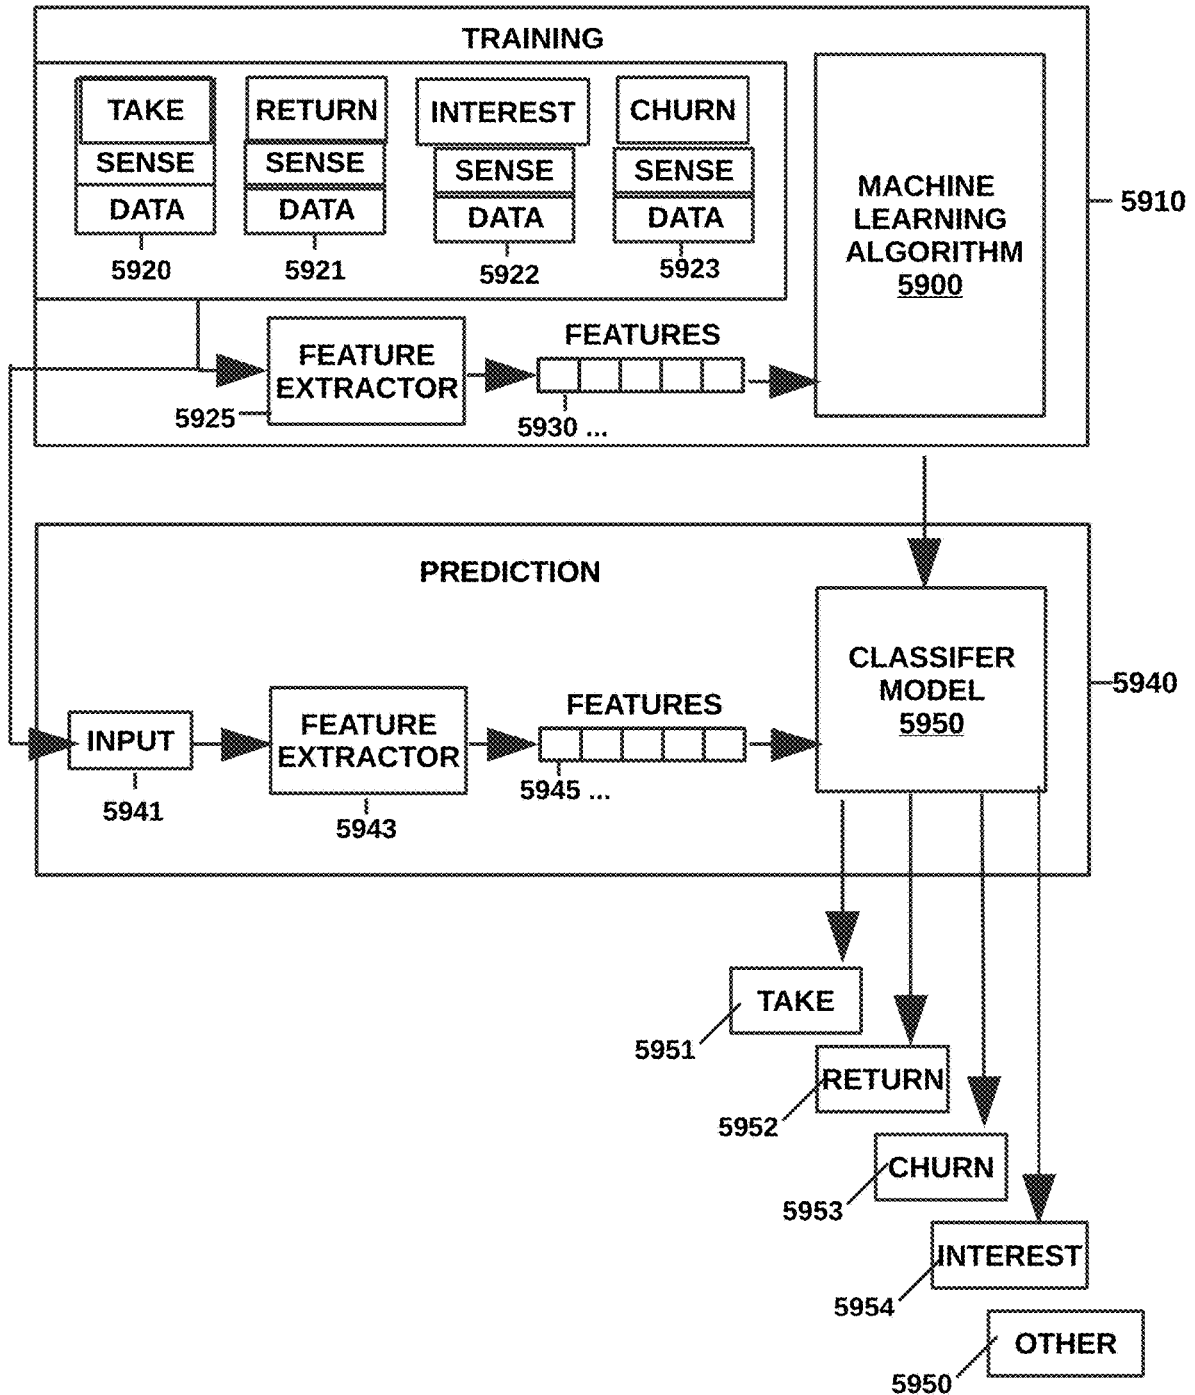 TRAINING
TAKE
SENSE
DATA
5920
RETURN
SENSE
DATA
5921
INTEREST
SENSE
DATA
5922
CHURN
SENSE
DATA
5923
MACHINE
LEARNING
ALGORITHM
5900
5910
FEATURE
EXTRACTOR
5925
FEATURES
5930 ...
PREDICTION
INPUT
5941
FEATURE
EXTRACTOR
5943
FEATURES
5945 ...
CLASSIFER
MODEL
5950
5940
TAKE
5951
RETURN
5952
CHURN
5953
INTEREST
5954
OTHER
5950